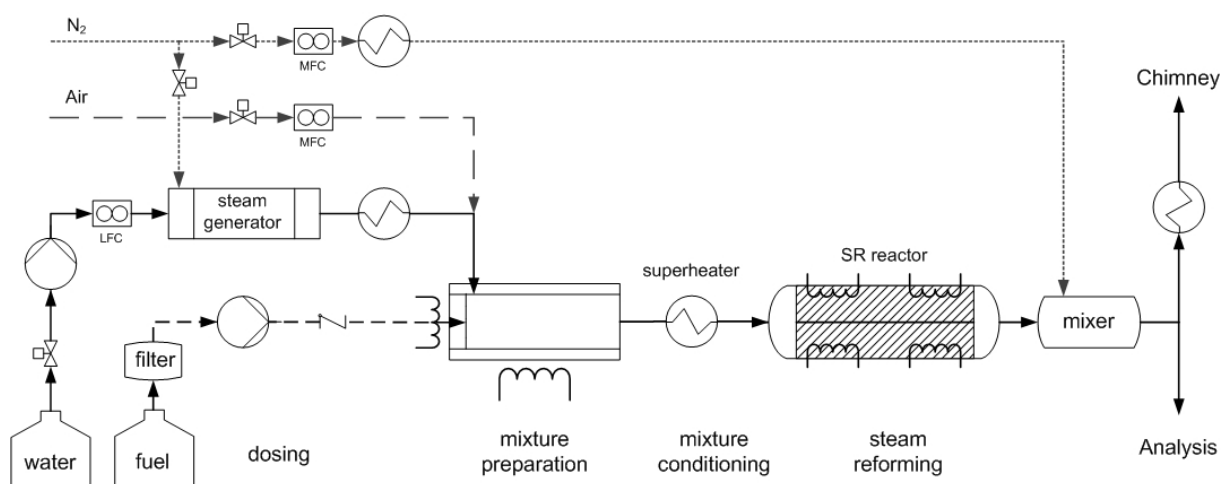 N₂
MFC
Chimney
Air
MFC
steam
generator
LFC
superheater
SR reactor
mixer
filter
water
fuel
dosing
mixture
preparation
mixture
conditioning
steam
reforming
Analysis